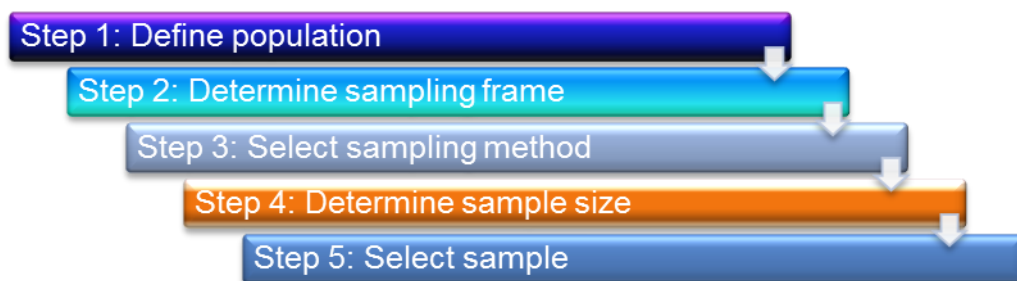 Step 1: Define population
Step 2: Determine sampling frame
Step 3: Select sampling method
Step 4: Determine sample size
Step 5: Select sample